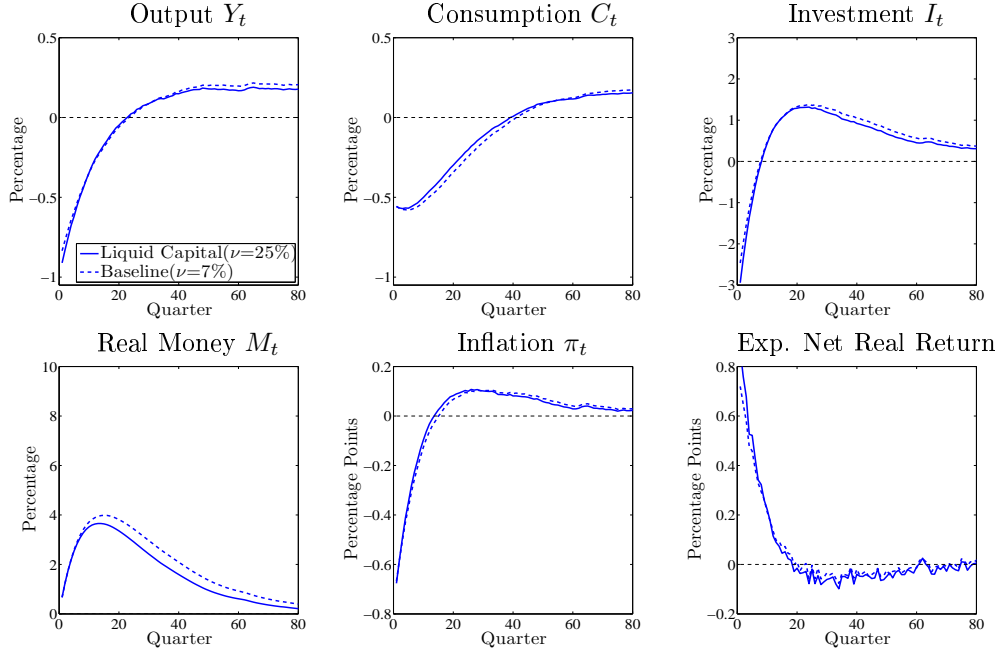 Output Y_t
Percentage
0.5
0
−0.5
−1
0 20 40 60 80
Quarter
Liquid Capital(ν=25%)
Baseline(ν=7%)
Consumption C_t
Percentage
0.5
0
−0.5
−1
0 20 40 60 80
Quarter
Investment I_t
Percentage
3
2
1
0
−1
−2
−3
0 20 40 60 80
Quarter
Real Money M_t
Percentage
10
8
6
4
2
0
0 20 40 60 80
Quarter
Inflation π_t
Percentage Points
0.2
0
−0.2
−0.4
−0.6
−0.8
0 20 40 60 80
Quarter
Exp. Net Real Return
Percentage Points
0.8
0.6
0.4
0.2
0
−0.2
0 20 40 60 80
Quarter